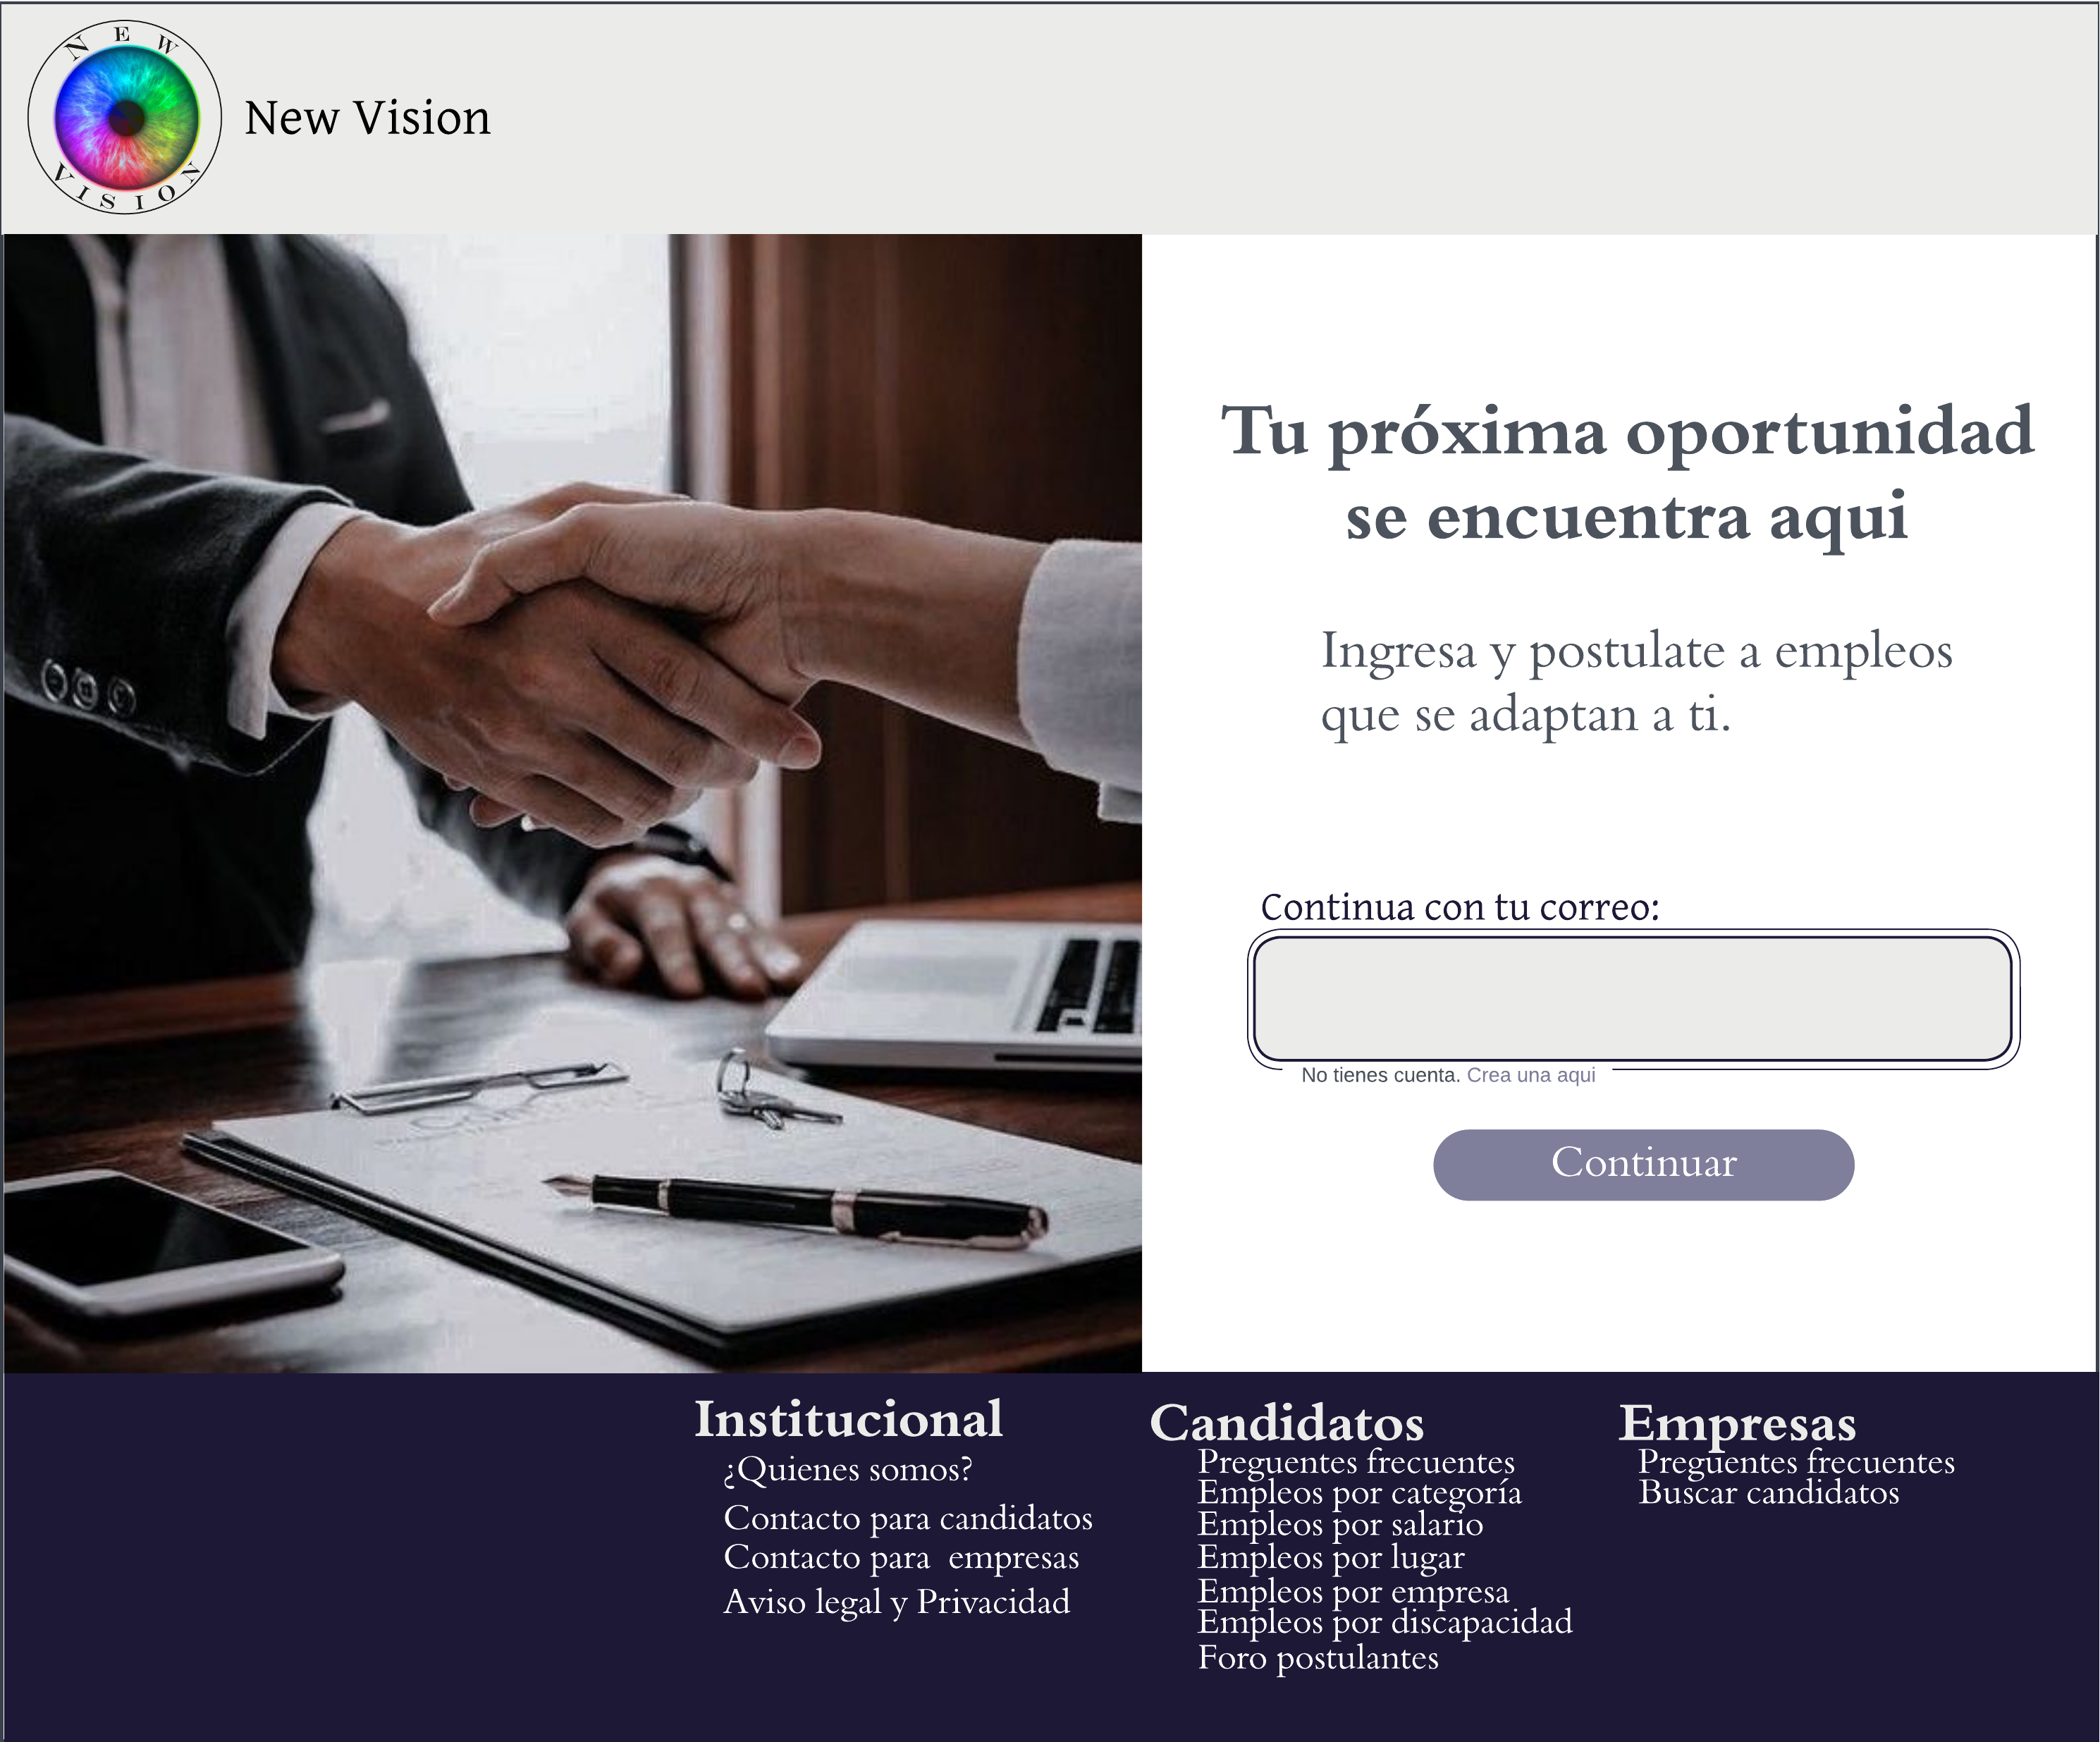 NEW
VISION
New Vision
Tu próxima oportunidad
se encuentra aqui
Ingresa y postulate a empleos
que se adaptan a ti.
Continua con tu correo:
No tienes cuenta. Crea una aqui
Continuar
Institucional
¿Quienes somos?
Contacto para candidatos
Contacto para  empresas
Aviso legal y Privacidad
Candidatos
Preguentes frecuentes
Empleos por categoría
Empleos por salario
Empleos por lugar
Empleos por empresa
Empleos por discapacidad
Foro postulantes
Empresas
Preguentes frecuentes
Buscar candidatos